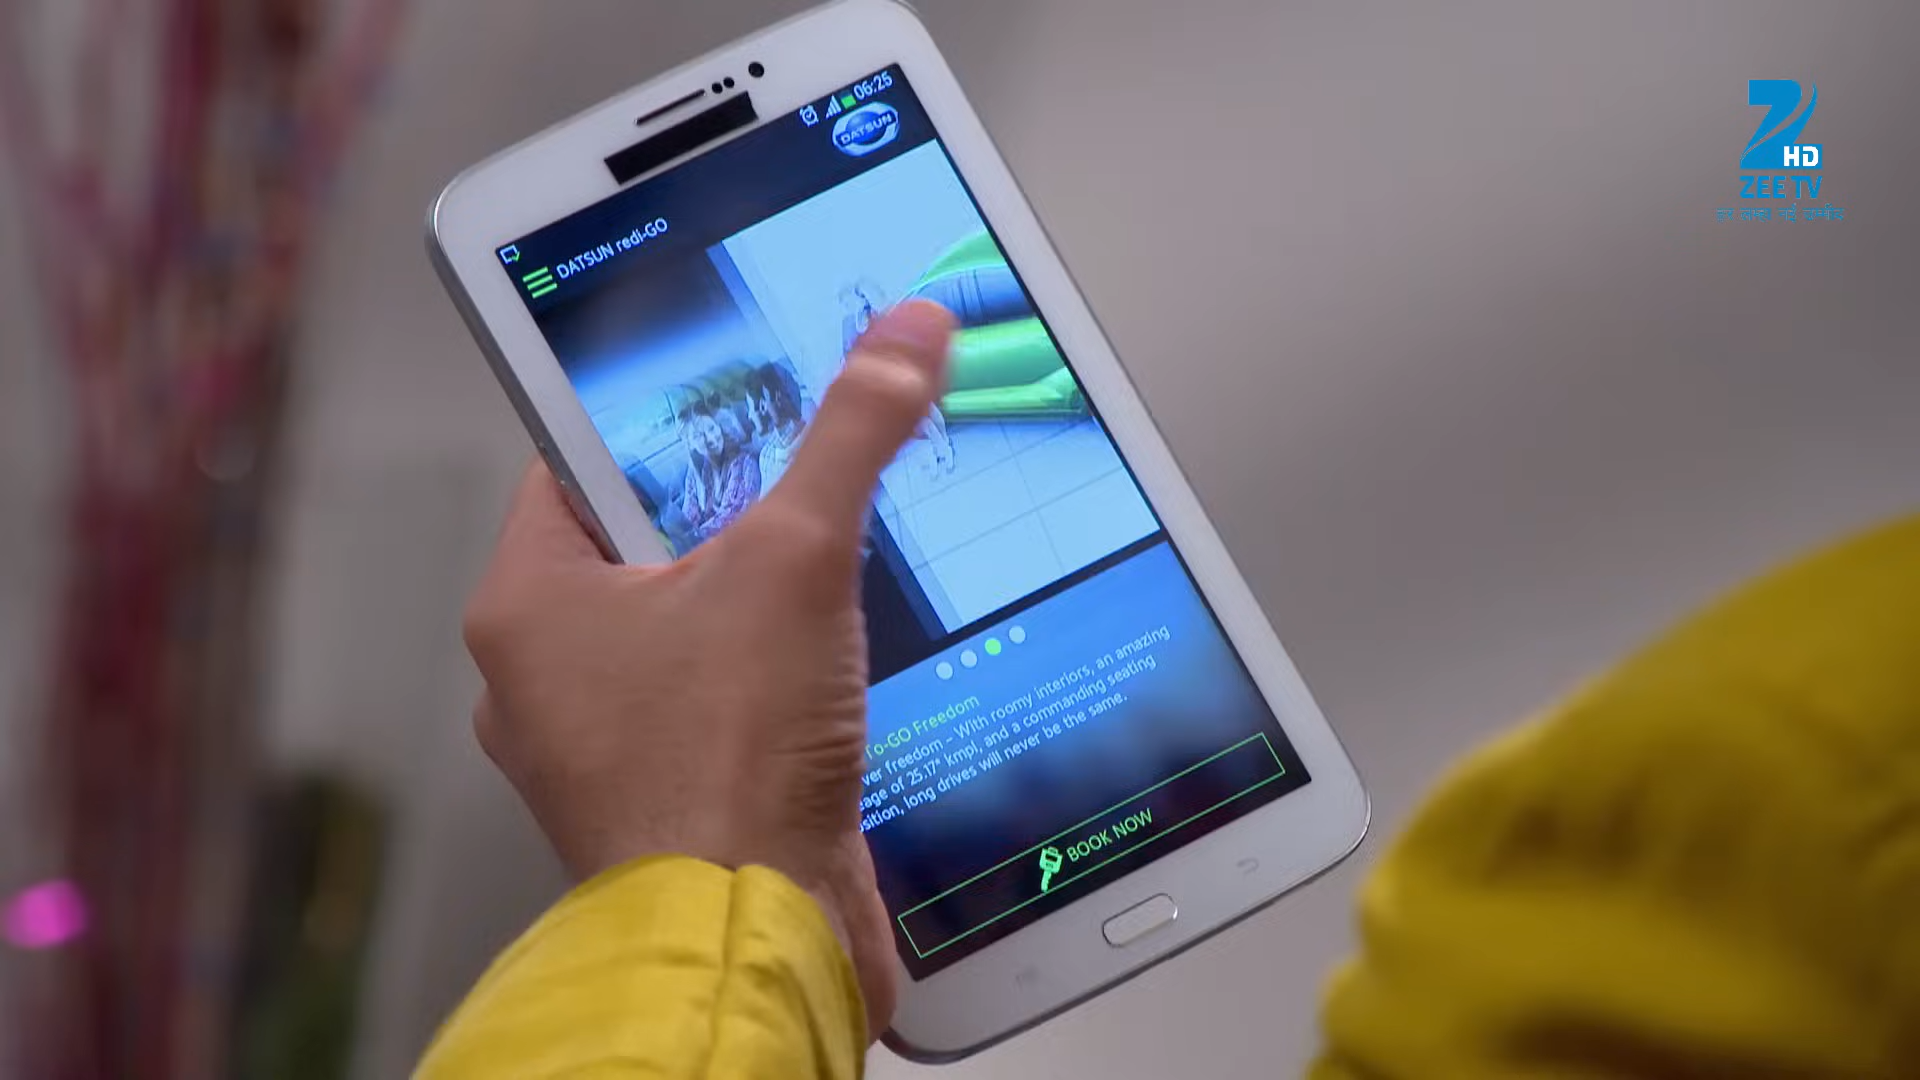 06:25
DATSUN
DATSUN redi-GO
HD
ZEE TV
To-GO Freedom
ver freedom – With roomy interiors, an amazing
eage of 25.17* kmpl, and a commanding seating
sition, long drives will never be the same.
BOOK NOW